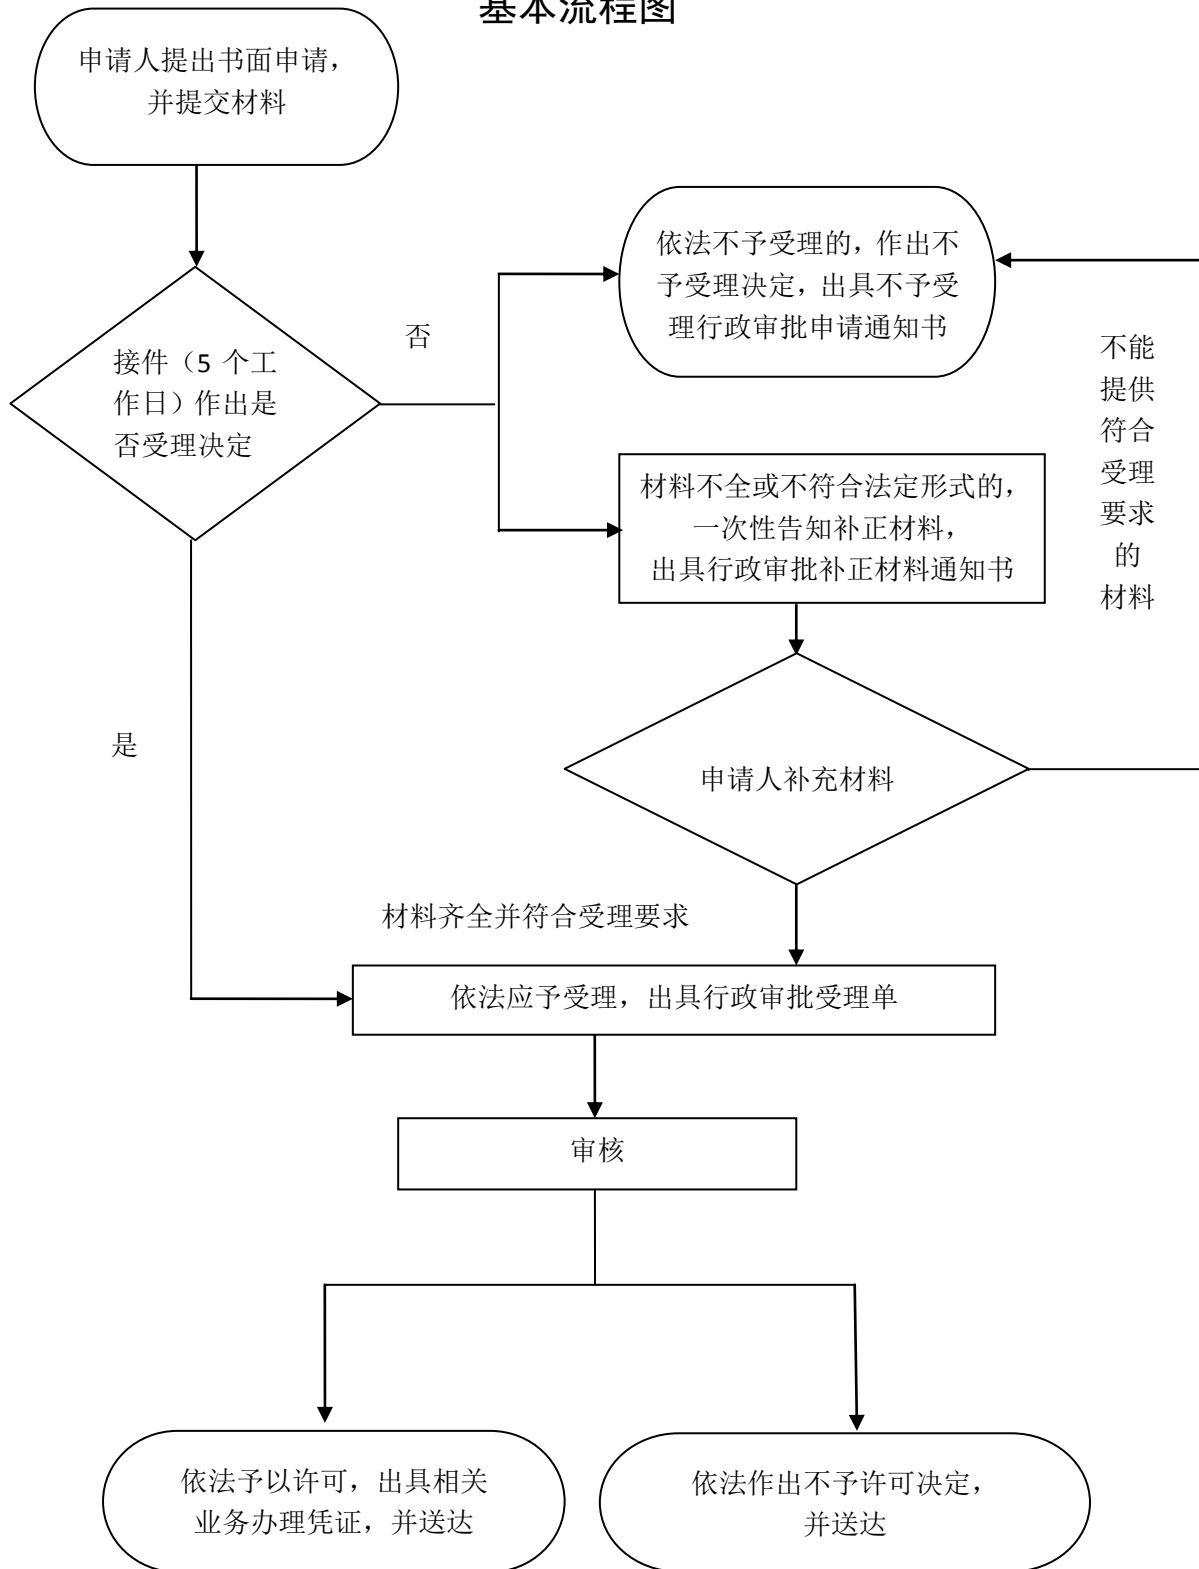 基本流程图
申请人提出书面申请，
并提交材料
依法不予受理的，作出不
予受理决定，出具不予受
理行政审批申请通知书
否
接件（5 个工
作日）作出是
否受理决定
不能
提供
符合
受理
要求
的
材料
材料不全或不符合法定形式的，
一次性告知补正材料，
出具行政审批补正材料通知书
是
申请人补充材料
材料齐全并符合受理要求
依法应予受理，出具行政审批受理单
审核
依法予以许可，出具相关
业务办理凭证，并送达
依法作出不予许可决定，
并送达